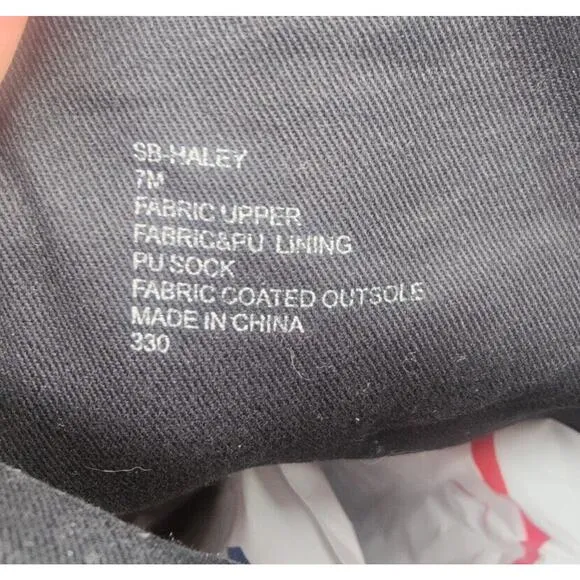 SB-HALEY
7M
FABRIC UPPER
FABRIC&PU LINING
PU SOCK
FABRIC COATED OUTSOLE
MADE IN CHINA
330